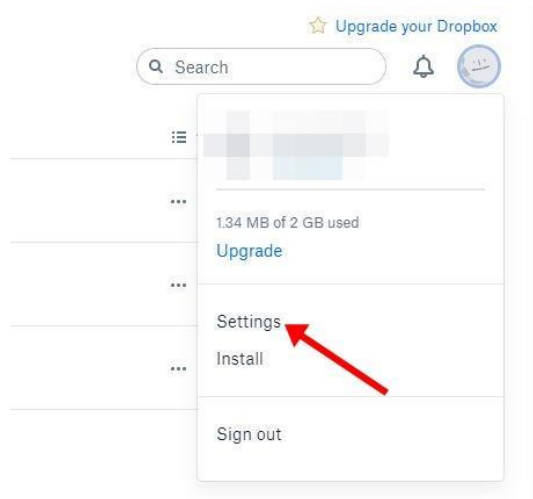 Upgrade your Dropbox
Search
1.34 MB of 2 GB used
Upgrade
Settings
Install
Sign out